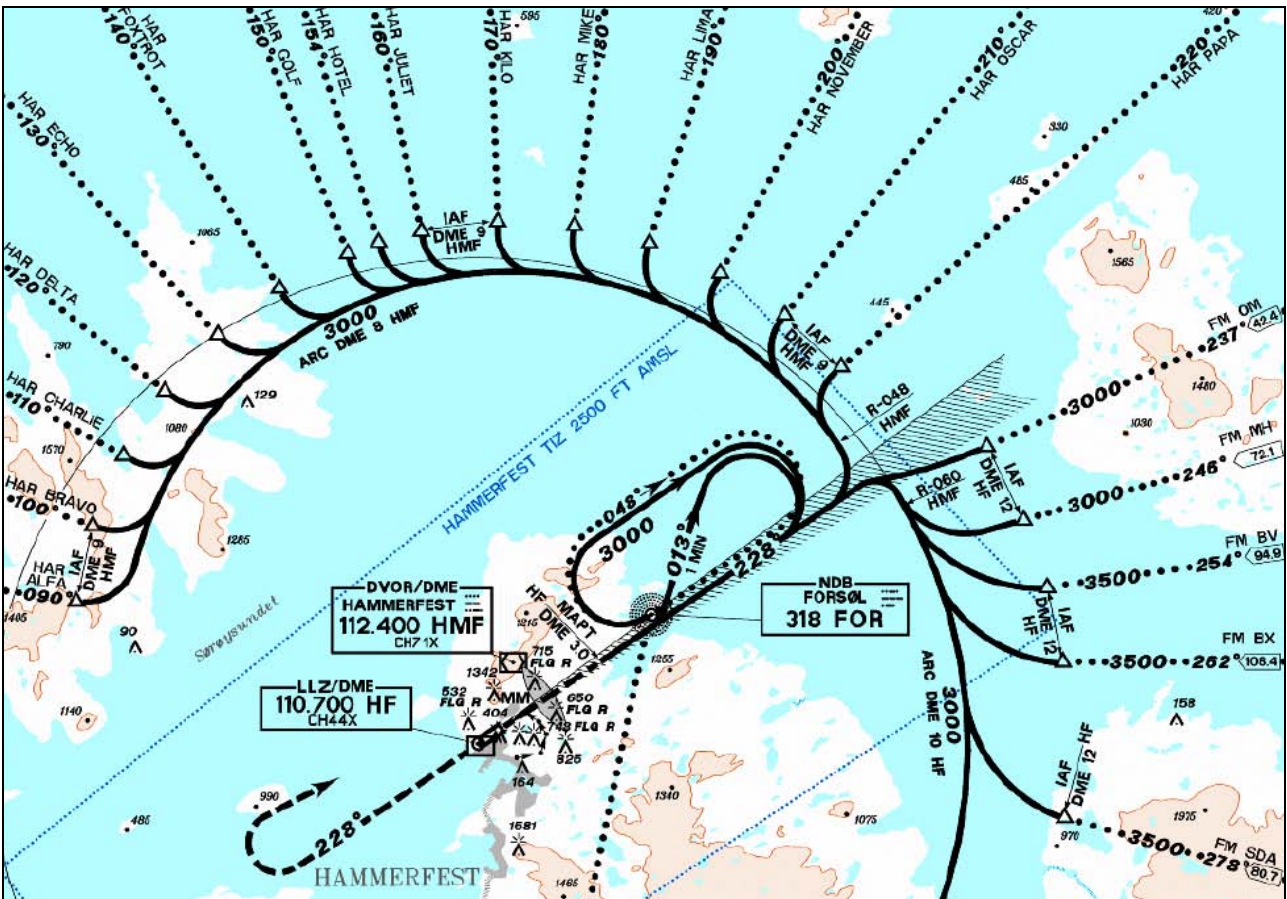 HAR FOXTROT
140°
HAR GOLF
150°
HAR HOTEL
154°
HAR JULIET
160°
HAR KILO
170°
HAR MIKE
180°
HAR LIMA
190°
HAR NOVEMBER
200°
HAR OSCAR
210°
HAR PAPA
220°
HAR ECHO
130°
HAR DELTA
120°
HAR CHARLIE
110°
HAR BRAVO
100°
HAR ALFA
090°
595
420
330
485
445
1565
1065
790
1570
1080
129
1285
90
1140
485
990
IAF
DME 9
HMF
IAF
DME 9
HMF
IAF
DME 9
HMF
3000
ARC DME 8 HMF
HAMMERFEST TIZ 2500 FT AMSL
R-048
HMF
R-060
HMF
FM OM
42.4
3000
237°
1480
1030
FM MH
72.1
3000
246°
IAF
DME 12
HF
FM BV
94.9
3500
254°
IAF
DME 12
HF
FM BX
3500
262°
158
IAF
DME 12 HF
970
1975
FM SDA
80.7
3500
278°
3000
ARC DME 10 HF
048°
3000
013°
1 MIN
228°
MAPT
HF DME 3.0
NDB
FORSØL
318 FOR
DVOR/DME
HAMMERFEST
112.400 HMF
CH71X
LLZ/DME
110.700 HF
CH44X
Sørøysundet
1215
715
FLG R
1342
MM
532
FLG R
404
650
FLG R
743 FLG R
825
164
1581
1465
1255
1340
1075
228°
HAMMERFEST